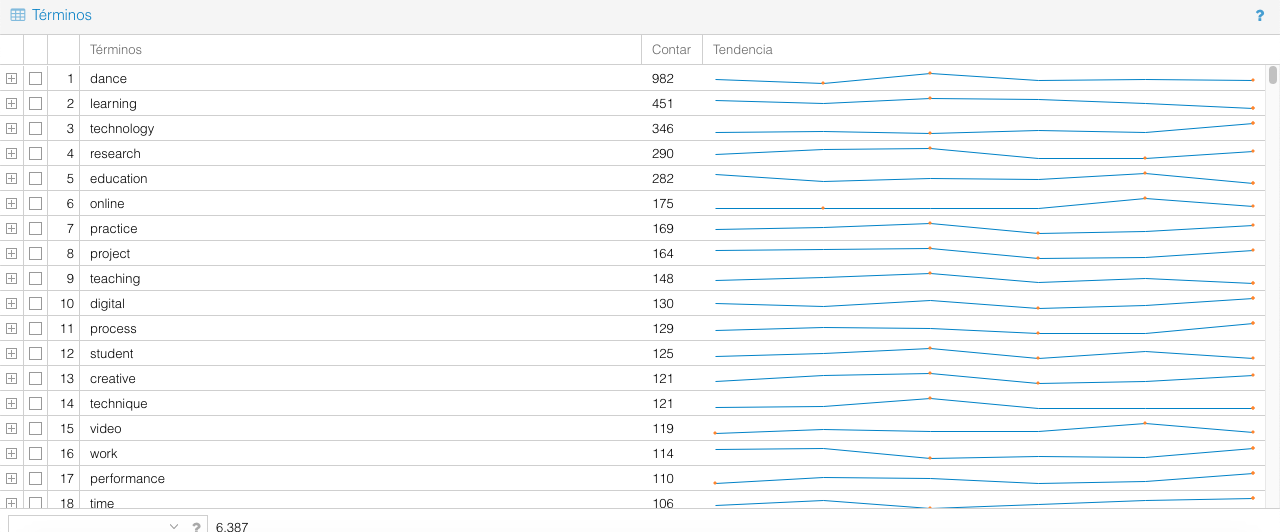 Términos ?
Términos Contar Tendencia
1 dance 982
2 learning 451
3 technology 346
4 research 290
5 education 282
6 online 175
7 practice 169
8 project 164
9 teaching 148
10 digital 130
11 process 129
12 student 125
13 creative 121
14 technique 121
15 video 119
16 work 114
17 performance 110
18 time 106
? 6,387